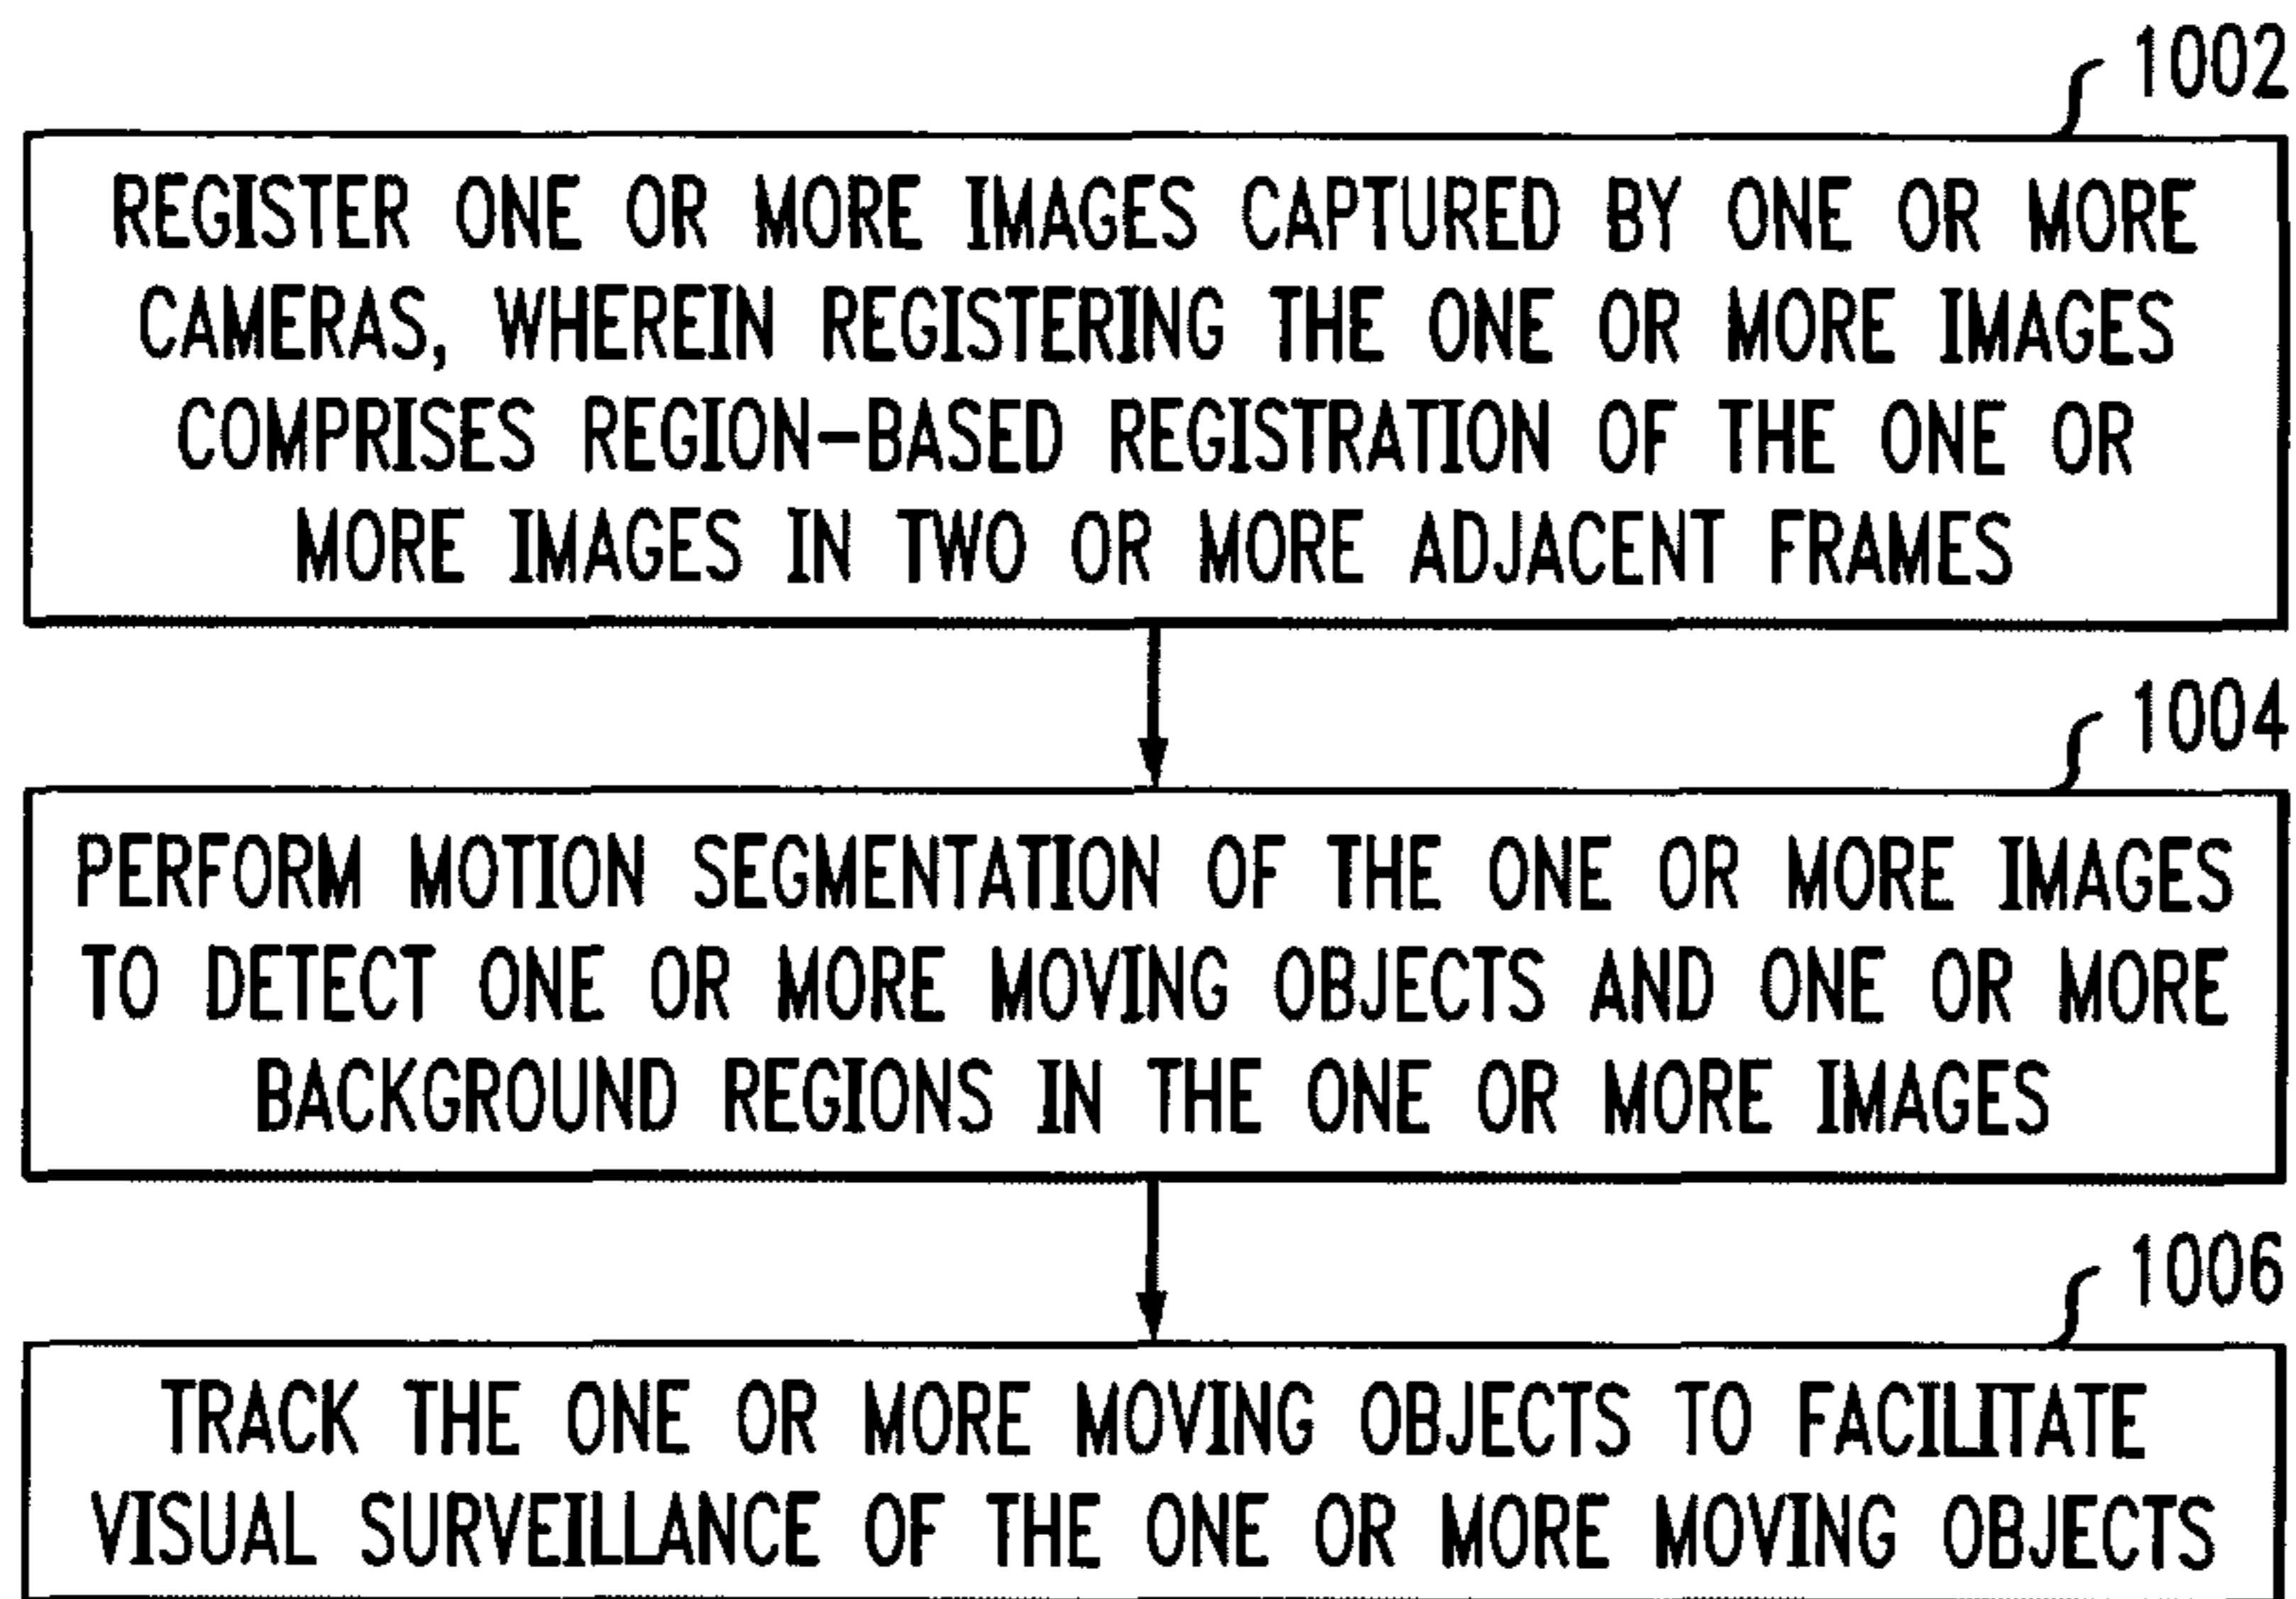 1002
REGISTER ONE OR MORE IMAGES CAPTURED BY ONE OR MORE
CAMERAS, WHEREIN REGISTERING THE ONE OR MORE IMAGES
COMPRISES REGION-BASED REGISTRATION OF THE ONE OR
MORE IMAGES IN TWO OR MORE ADJACENT FRAMES
1004
PERFORM MOTION SEGMENTATION OF THE ONE OR MORE IMAGES
TO DETECT ONE OR MORE MOVING OBJECTS AND ONE OR MORE
BACKGROUND REGIONS IN THE ONE OR MORE IMAGES
1006
TRACK THE ONE OR MORE MOVING OBJECTS TO FACILITATE
VISUAL SURVEILLANCE OF THE ONE OR MORE MOVING OBJECTS